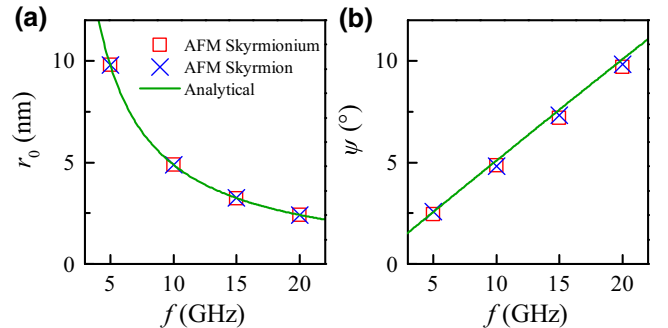 (a)
AFM Skyrmionium
AFM Skyrmion
Analytical
r0 (nm)
10
5
0
5 10 15 20
f (GHz)
(b)
ψ (°)
10
5
0
5 10 15 20
f (GHz)